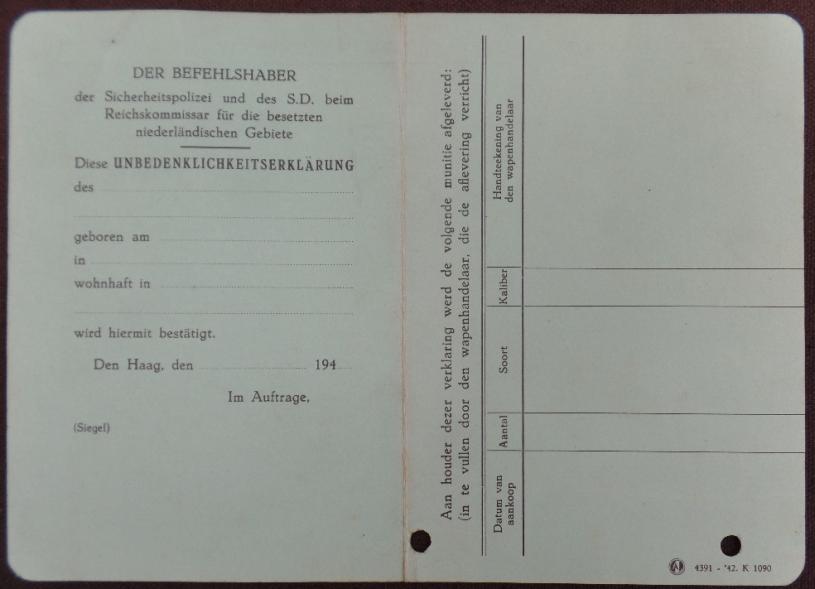 DER BEFEHLSHABER
der Sicherheitspolizei und des S.D. beim
Reichskommissar für die besetzten
niederländischen Gebiete
Diese UNBEDENKLICHKEITSERKLÄRUNG
des
geboren am
in
wohnhaft in
wird hiermit bestätigt.
Den Haag, den 194
Im Auftrage,
(Siegel)
Aan houder dezer verklaring werd de volgende munitie afgeleverd:
(in te vullen door den wapenhandelaar, die de aflevering verricht)
Datum van
aankoop
Aantal
Soort
Kaliber
Handteekening van
den wapenhandelaar
4391 - '42. K 1090